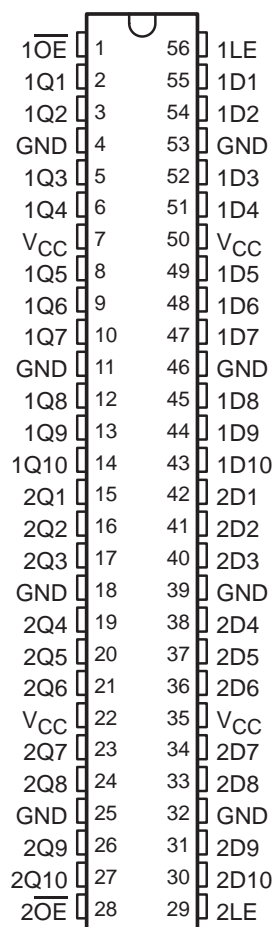 1O̅E̅ 1 56 1LE
1Q1 2 55 1D1
1Q2 3 54 1D2
GND 4 53 GND
1Q3 5 52 1D3
1Q4 6 51 1D4
VCC 7 50 VCC
1Q5 8 49 1D5
1Q6 9 48 1D6
1Q7 10 47 1D7
GND 11 46 GND
1Q8 12 45 1D8
1Q9 13 44 1D9
1Q10 14 43 1D10
2Q1 15 42 2D1
2Q2 16 41 2D2
2Q3 17 40 2D3
GND 18 39 GND
2Q4 19 38 2D4
2Q5 20 37 2D5
2Q6 21 36 2D6
VCC 22 35 VCC
2Q7 23 34 2D7
2Q8 24 33 2D8
GND 25 32 GND
2Q9 26 31 2D9
2Q10 27 30 2D10
2O̅E̅ 28 29 2LE